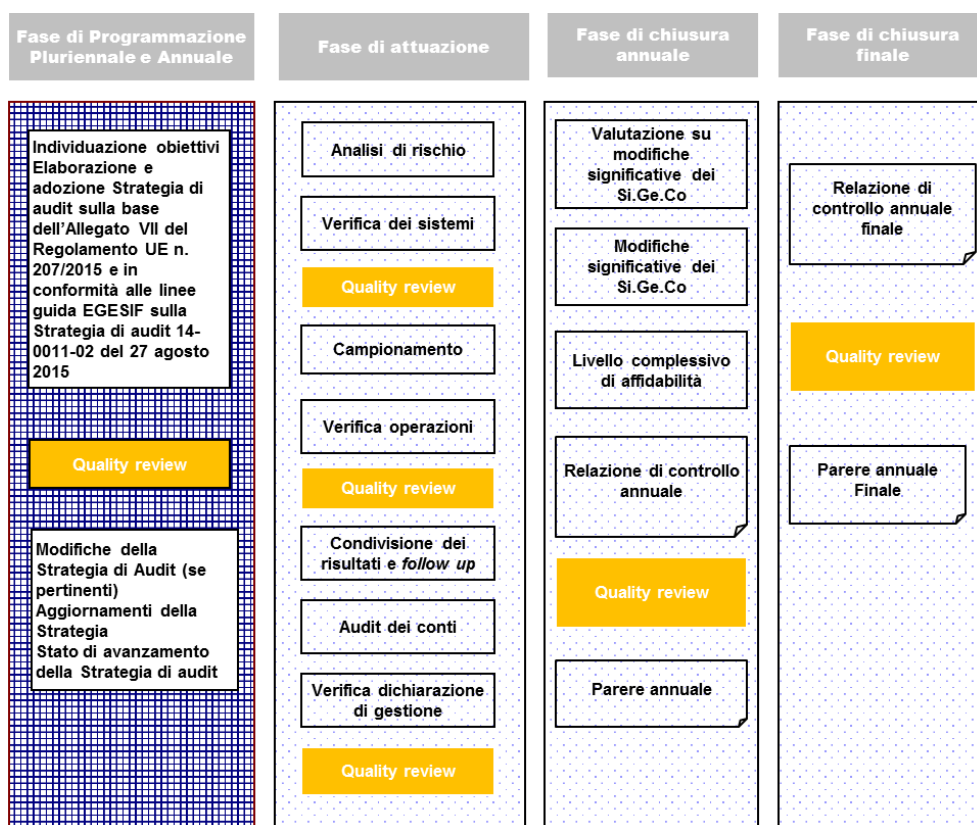 Fase di Programmazione
Pluriennale e Annuale
Individuazione obiettivi
Elaborazione e
adozione Strategia di
audit sulla base
dell'Allegato VII del
Regolamento UE n.
207/2015 e in
conformità alle linee
guida EGESIF sulla
Strategia di audit 14-
0011-02 del 27 agosto
2015
Quality review
Modifiche della
Strategia di Audit (se
pertinenti)
Aggiornamenti della
Strategia
Stato di avanzamento
della Strategia di audit
Fase di attuazione
Analisi di rischio
Verifica dei sistemi
Quality review
Campionamento
Verifica operazioni
Quality review
Condivisione dei
risultati e follow up
Audit dei conti
Verifica dichiarazione
di gestione
Quality review
Fase di chiusura
annuale
Valutazione su
modifiche
significative dei
Si.Ge.Co
Modifiche
significative dei
Si.Ge.Co
Livello complessivo
di affidabilità
Relazione di controllo
annuale
Quality review
Parere annuale
Fase di chiusura
finale
Relazione di
controllo annuale
finale
Quality review
Parere annuale
Finale